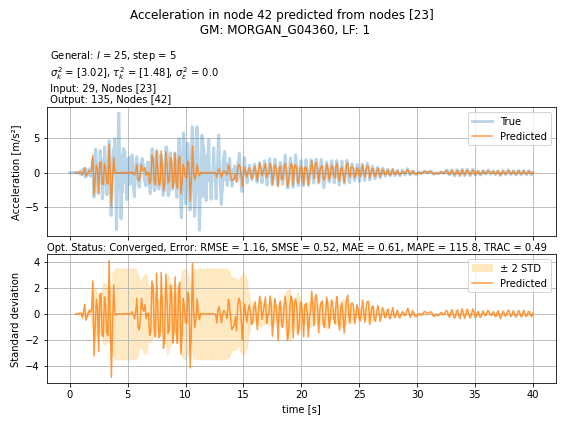 Acceleration in node 42 predicted from nodes [23]
GM: MORGAN_G04360, LF: 1
General: l = 25, step = 5
σ²ₖ = [3.02], τ²ₖ = [1.48], σ²ε = 0.0
Input: 29, Nodes [23]
Output: 135, Nodes [42]
Acceleration [m/s²]
5
0
−5
True
Predicted
Opt. Status: Converged, Error: RMSE = 1.16, SMSE = 0.52, MAE = 0.61, MAPE = 115.8, TRAC = 0.49
Standard deviation
4
2
0
−2
−4
± 2 STD
Predicted
0 5 10 15 20 25 30 35 40
time [s]